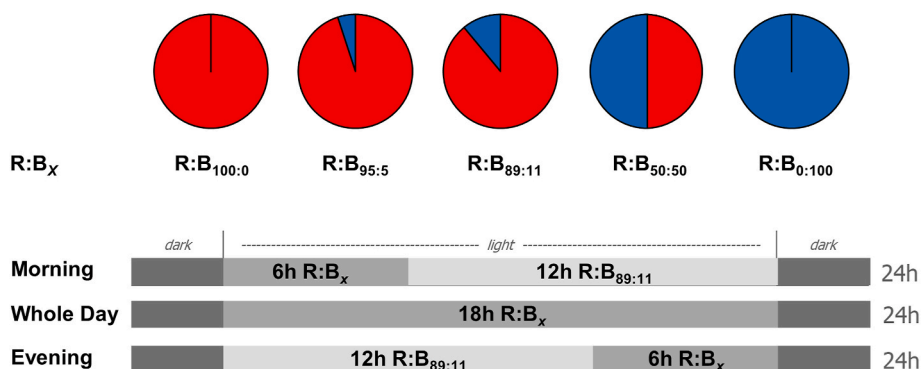 R:Bx R:B100:0 R:B95:5 R:B89:11 R:B50:50 R:B0:100
dark light dark
Morning 6h R:Bx 12h R:B89:11 24h
Whole Day 18h R:Bx 24h
Evening 12h R:B89:11 6h R:Bx 24h